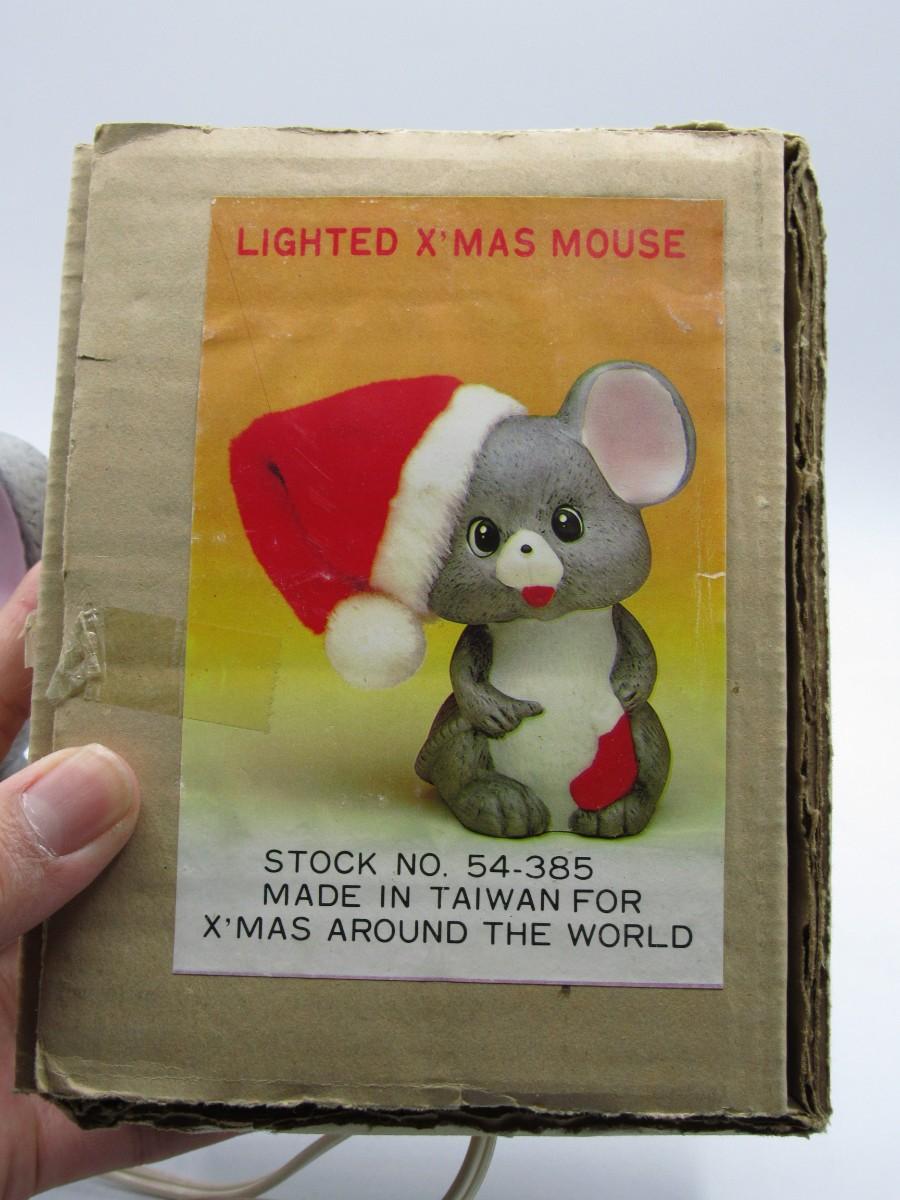 LIGHTED X'MAS MOUSE
STOCK NO. 54-385
MADE IN TAIWAN FOR
X'MAS AROUND THE WORLD